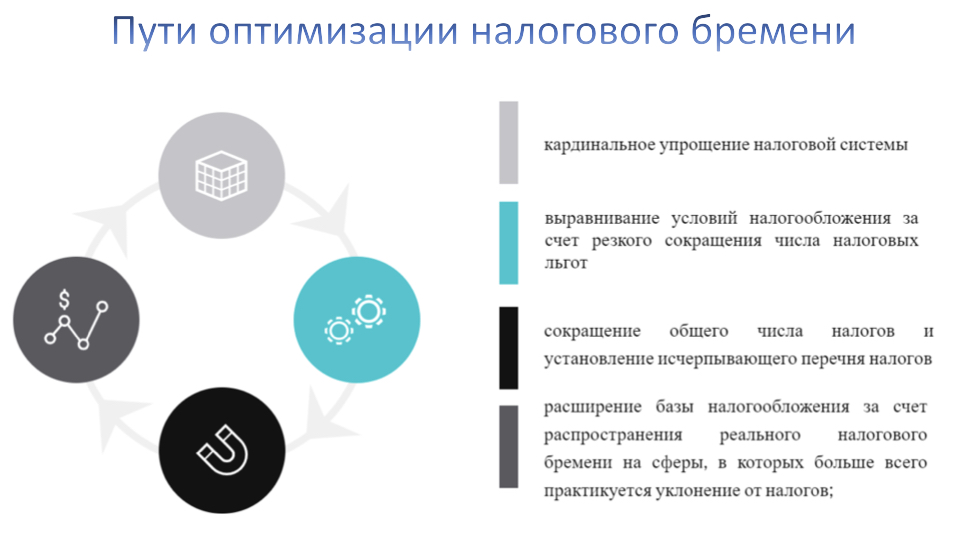 Пути оптимизации налогового бремени
кардинальное упрощение налоговой системы
выравнивание условий налогообложения за
счет резкого сокращения числа налоговых
льгот
$
сокращение общего числа налогов и
установление исчерпывающего перечня налогов
расширение базы налогообложения за счет
распространения реального налогового
бремени на сферы, в которых больше всего
практикуется уклонение от налогов;